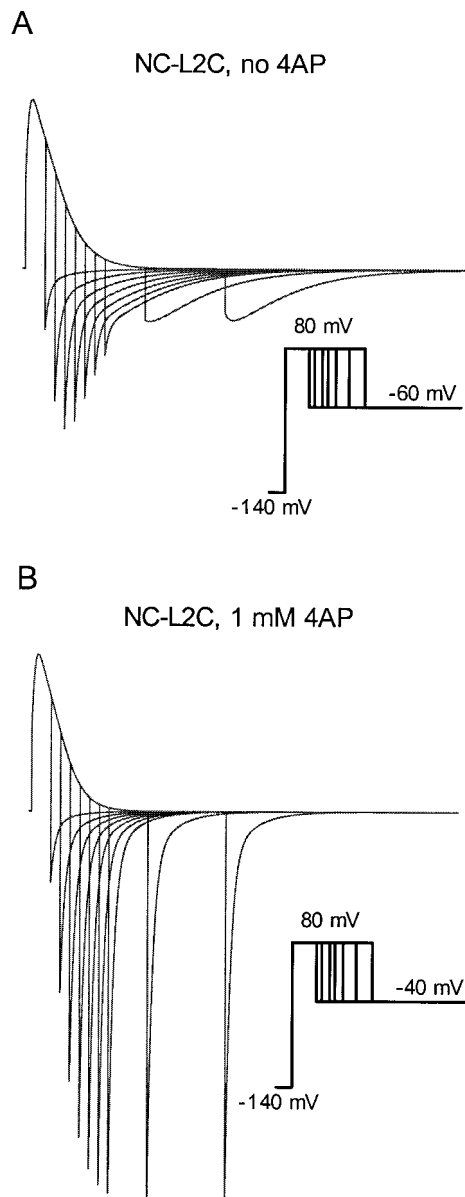 A
NC-L2C, no 4AP
80 mV
-60 mV
-140 mV
B
NC-L2C, 1 mM 4AP
80 mV
-40 mV
-140 mV